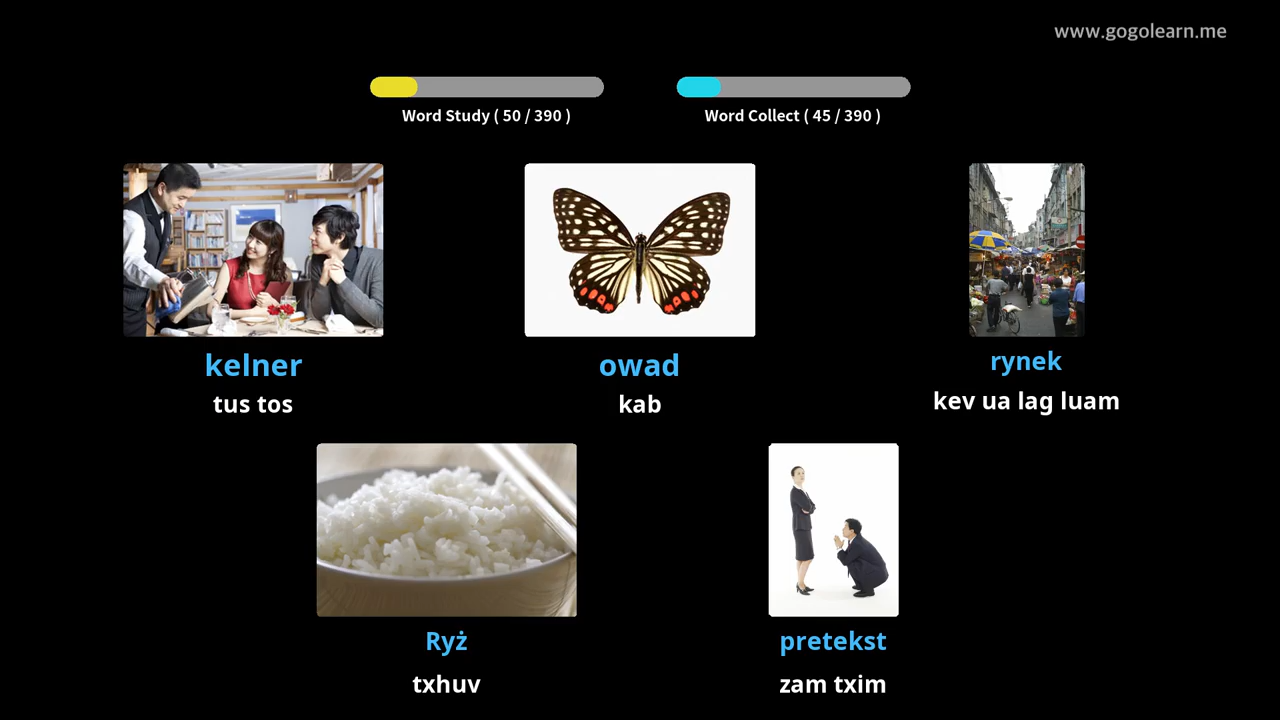 www.gogolearn.me
Word Study ( 50 / 390 )
Word Collect ( 45 / 390 )
kelner
owad
rynek
tus tos
kab
kev ua lag luam
Ryż
pretekst
txhuv
zam txim